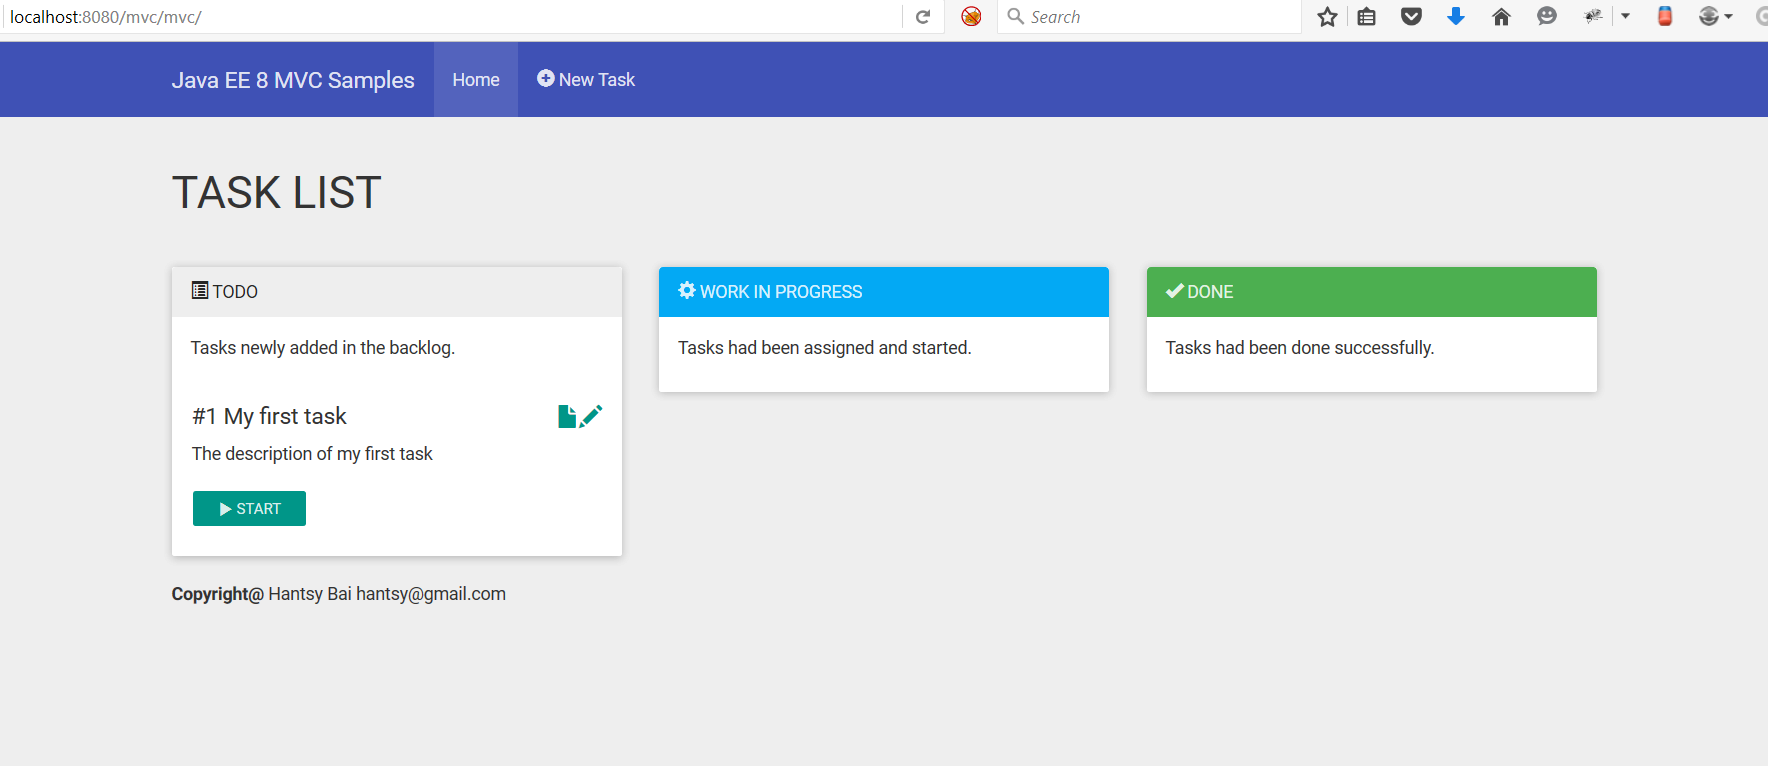 localhost:8080/mvc/mvc/
Search
Java EE 8 MVC Samples
Home
New Task
TASK LIST
TODO
Tasks newly added in the backlog.
#1 My first task
The description of my first task
START
WORK IN PROGRESS
Tasks had been assigned and started.
DONE
Tasks had been done successfully.
Copyright@ Hantsy Bai hantsy@gmail.com